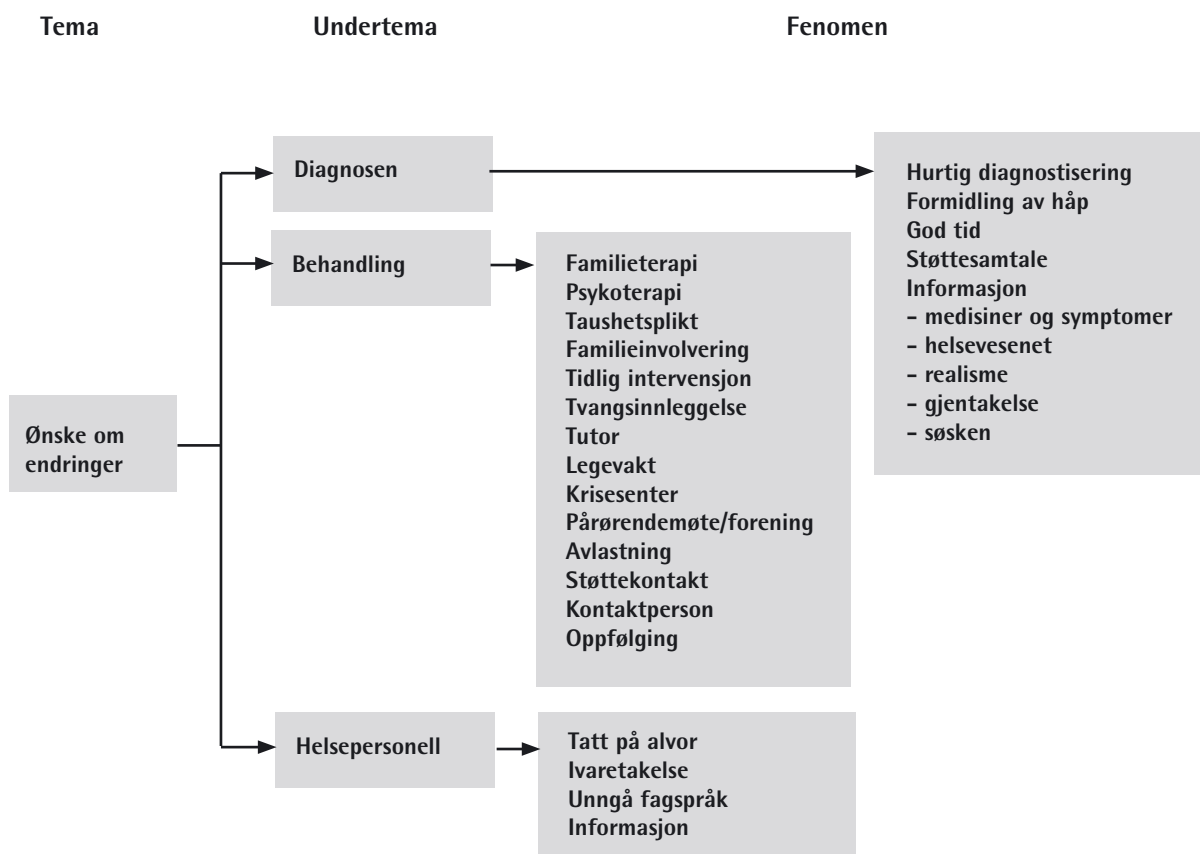 Tema
Undertema
Fenomen
Ønske om
endringer
Diagnosen
Hurtig diagnostisering
Formidling av håp
God tid
Støttesamtale
Informasjon
– medisiner og symptomer
– helsevesenet
– realisme
– gjentakelse
– søsken
Behandling
Familieterapi
Psykoterapi
Taushetsplikt
Familieinvolvering
Tidlig intervensjon
Tvangsinnleggelse
Tutor
Legevakt
Krisesenter
Pårørendemøte/forening
Avlastning
Støttekontakt
Kontaktperson
Oppfølging
Helsepersonell
Tatt på alvor
Ivaretakelse
Unngå fagspråk
Informasjon